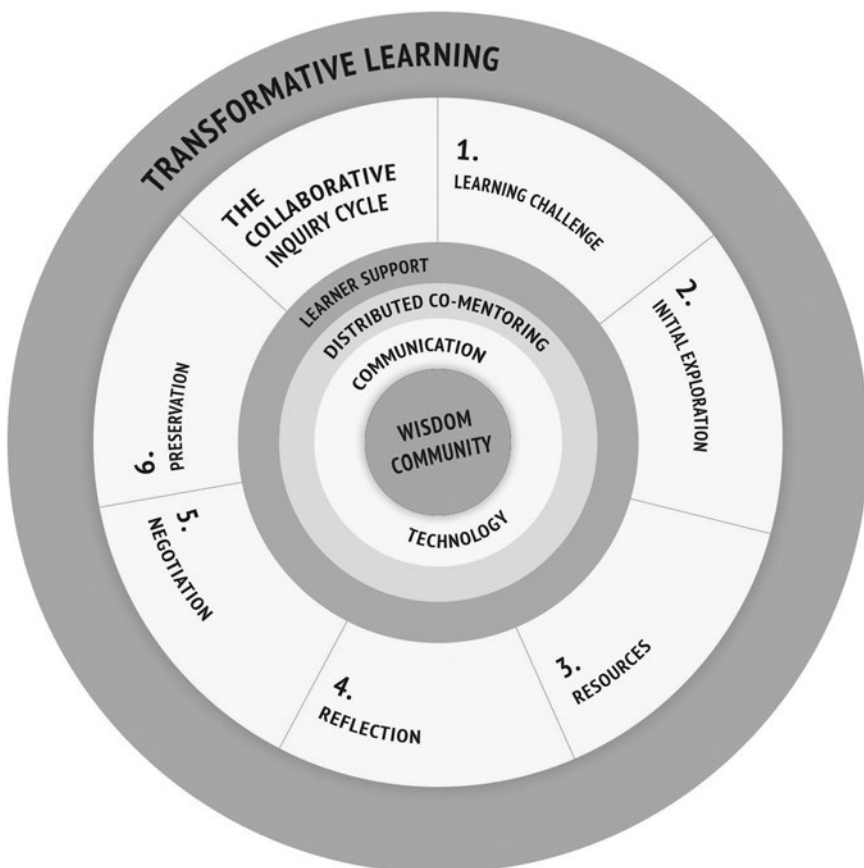 TRANSFORMATIVE LEARNING
THE
COLLABORATIVE
INQUIRY CYCLE
1.
LEARNING CHALLENGE
2.
INITIAL EXPLORATION
3.
RESOURCES
4.
REFLECTION
5.
NEGOTIATION
6.
PRESERVATION
LEARNER SUPPORT
DISTRIBUTED CO-MENTORING
COMMUNICATION
WISDOM
COMMUNITY
TECHNOLOGY